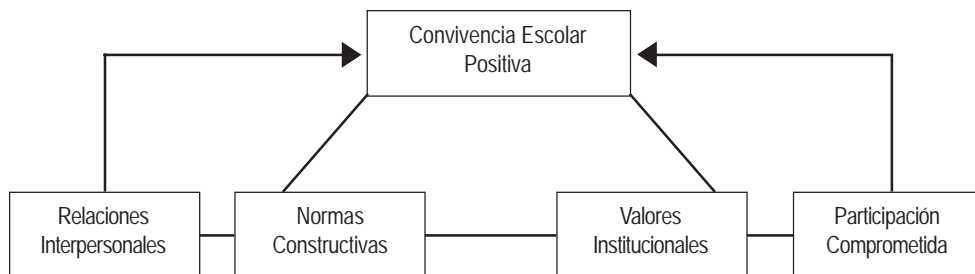 Convivencia Escolar
Positiva
Relaciones
Interpersonales
Normas
Constructivas
Valores
Institucionales
Participación
Comprometida